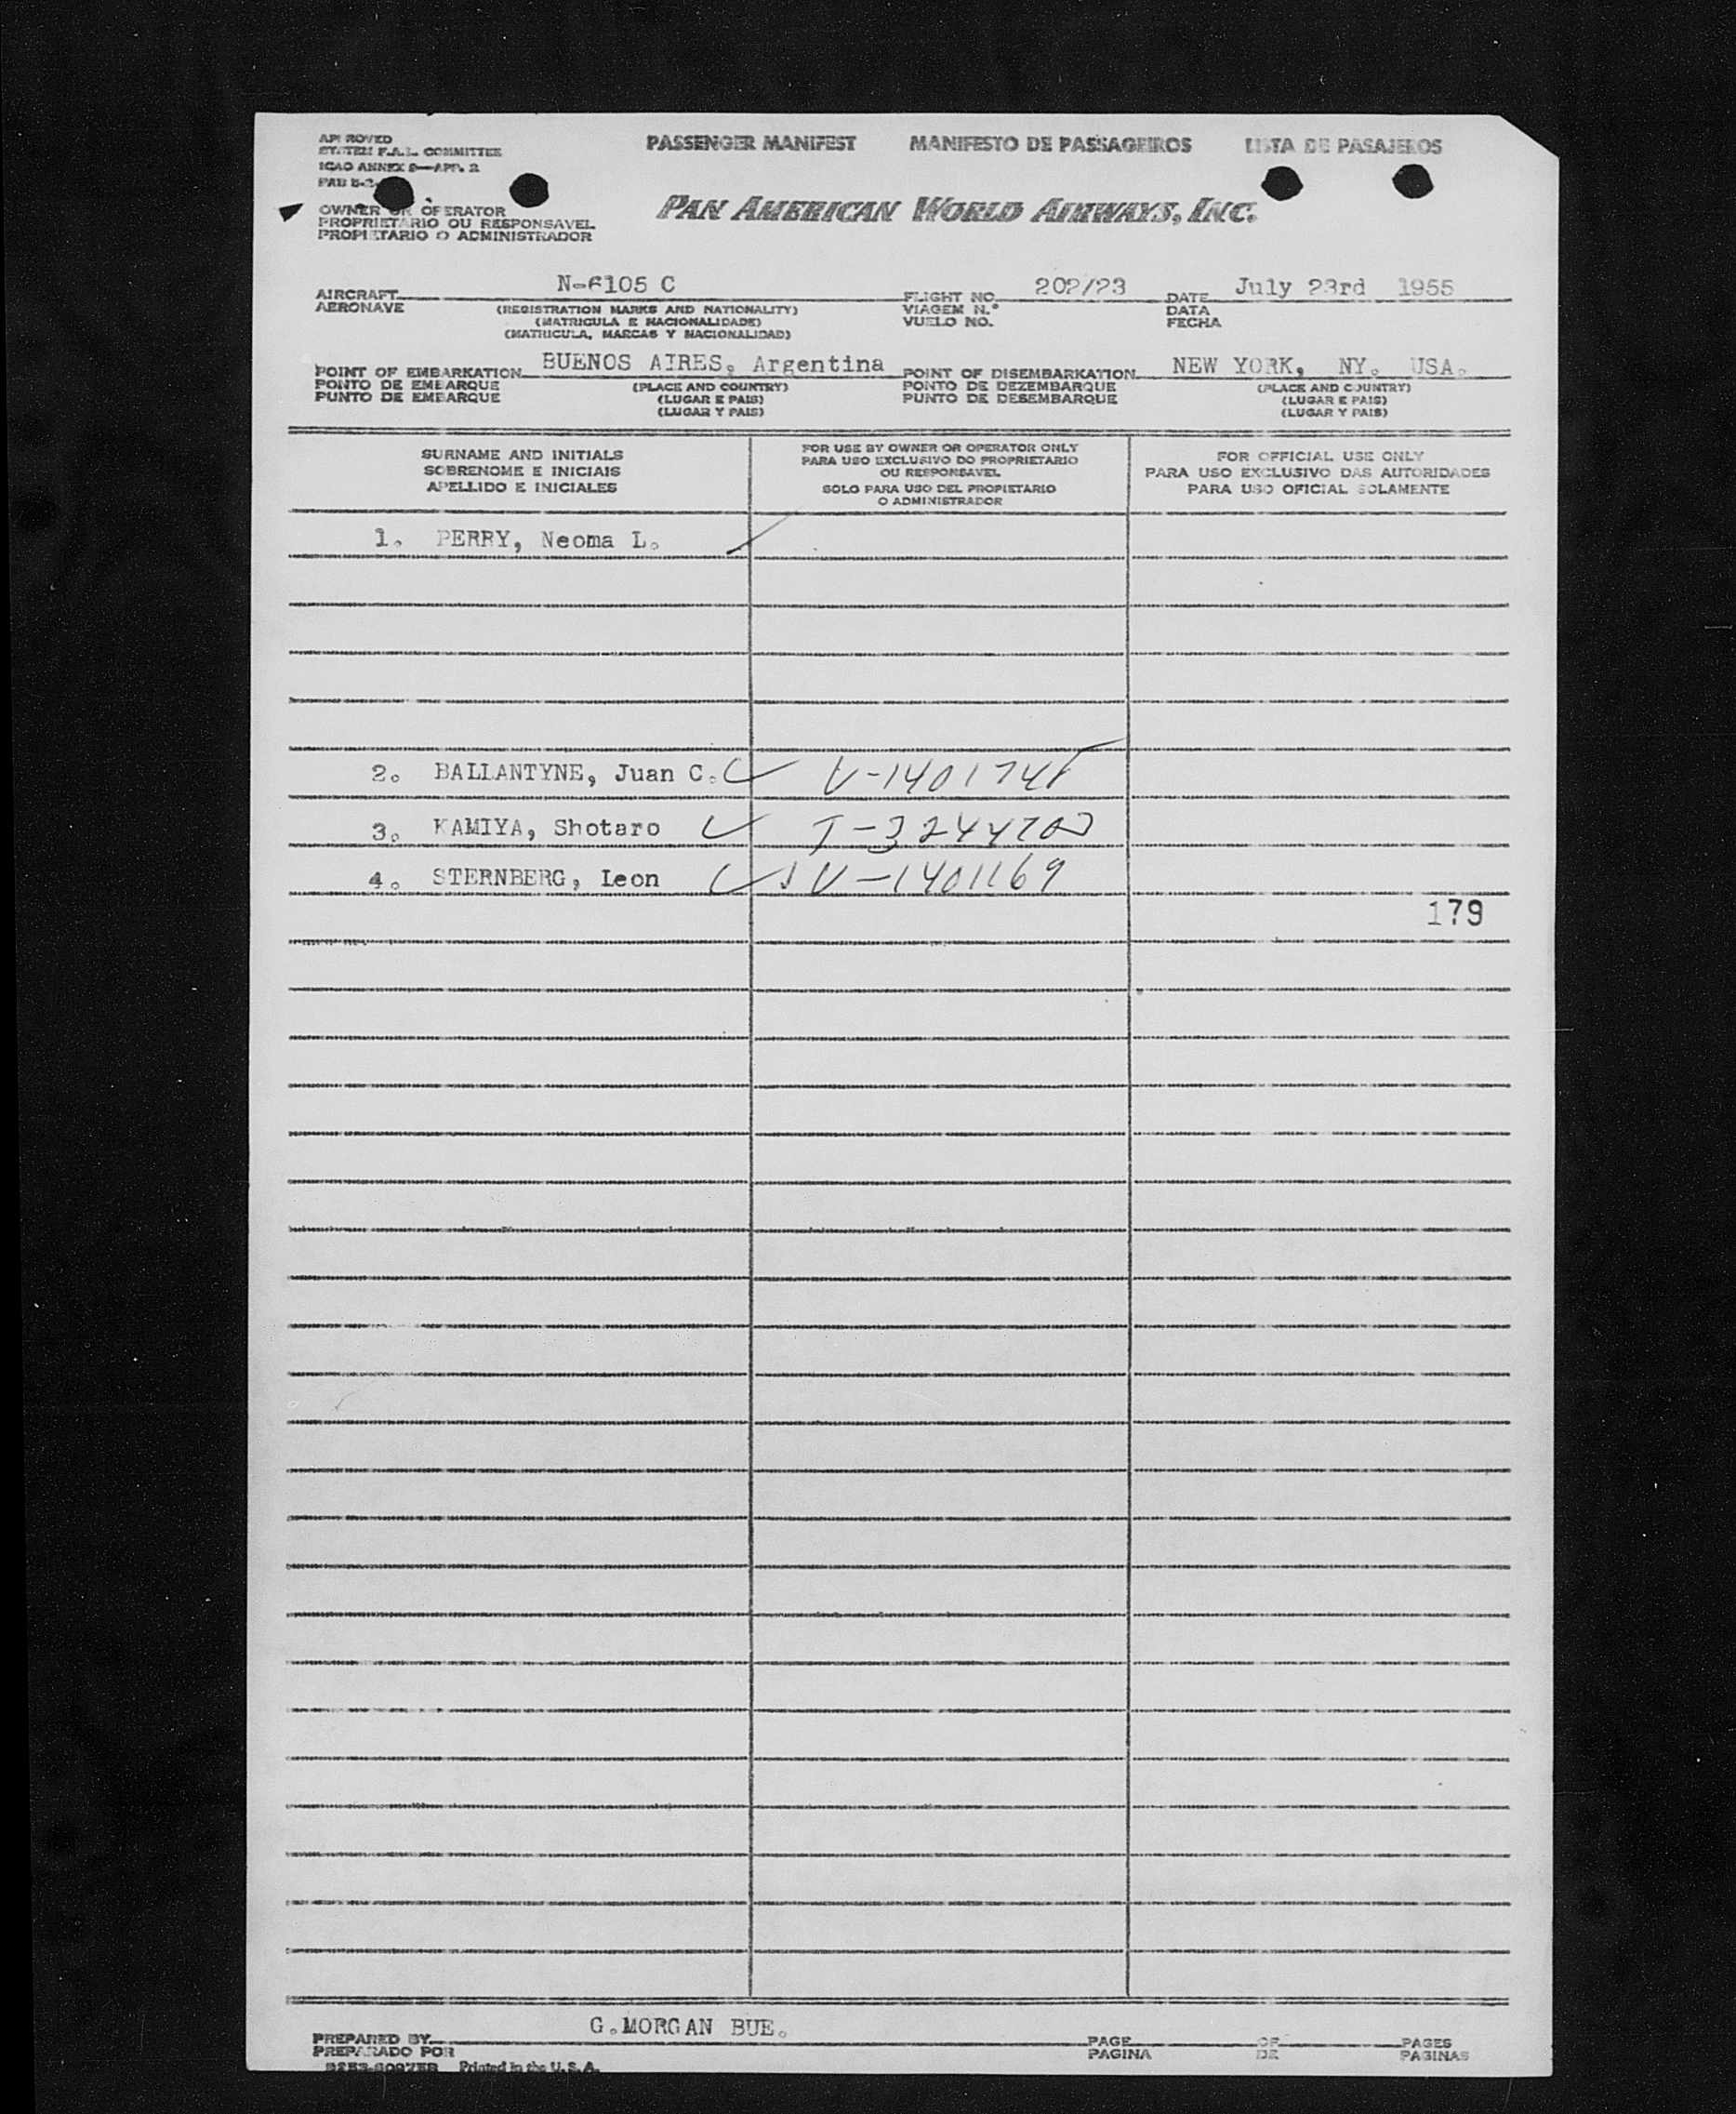 APPROVED
SYSTEM F.A.L. COMMITTEE
ICAO ANNEX 9—APP. 2
PASSENGER MANIFEST MANIFESTO DE PASSAGEIROS LISTA DE PASAJEROS
OWNER OR OPERATOR
PROPRIETARIO OU RESPONSAVEL
PROPIETARIO O ADMINISTRADOR
PAN AMERICAN WORLD AIRWAYS, INC.
AIRCRAFT N-6105 C FLIGHT NO. 202/23 DATE July 23rd 1955
AERONAVE (REGISTRATION MARKS AND NATIONALITY) VIAGEM N.º DATA
(MATRICULA E NACIONALIDADE) VUELO NO. FECHA
(MATRICULA, MARCAS Y NACIONALIDAD)
POINT OF EMBARKATION BUENOS AIRES, Argentina POINT OF DISEMBARKATION NEW YORK, NY. USA.
PONTO DE EMBARQUE (PLACE AND COUNTRY) PONTO DE DEZEMBARQUE (PLACE AND COUNTRY)
PUNTO DE EMBARQUE (LUGAR E PAIS) PUNTO DE DESEMBARQUE (LUGAR E PAIS)
(LUGAR Y PAIS) (LUGAR Y PAIS)
SURNAME AND INITIALS
SOBRENOME E INICIAIS
APELLIDO E INICIALES
FOR USE BY OWNER OR OPERATOR ONLY
PARA USO EXCLUSIVO DO PROPRIETARIO
OU RESPONSAVEL
SOLO PARA USO DEL PROPIETARIO
O ADMINISTRADOR
FOR OFFICIAL USE ONLY
PARA USO EXCLUSIVO DAS AUTORIDADES
PARA USO OFICIAL SOLAMENTE
1. PERRY, Neoma L.
2. BALLANTYNE, Juan C.
3. KAMIYA, Shotaro
4. STERNBERG, Leon V-1401169
179
G.MORGAN BUE.
PREPARED BY PAGE OF PAGES
PREPARADO POR PAGINA DE PAGINAS
Printed in the U.S.A.